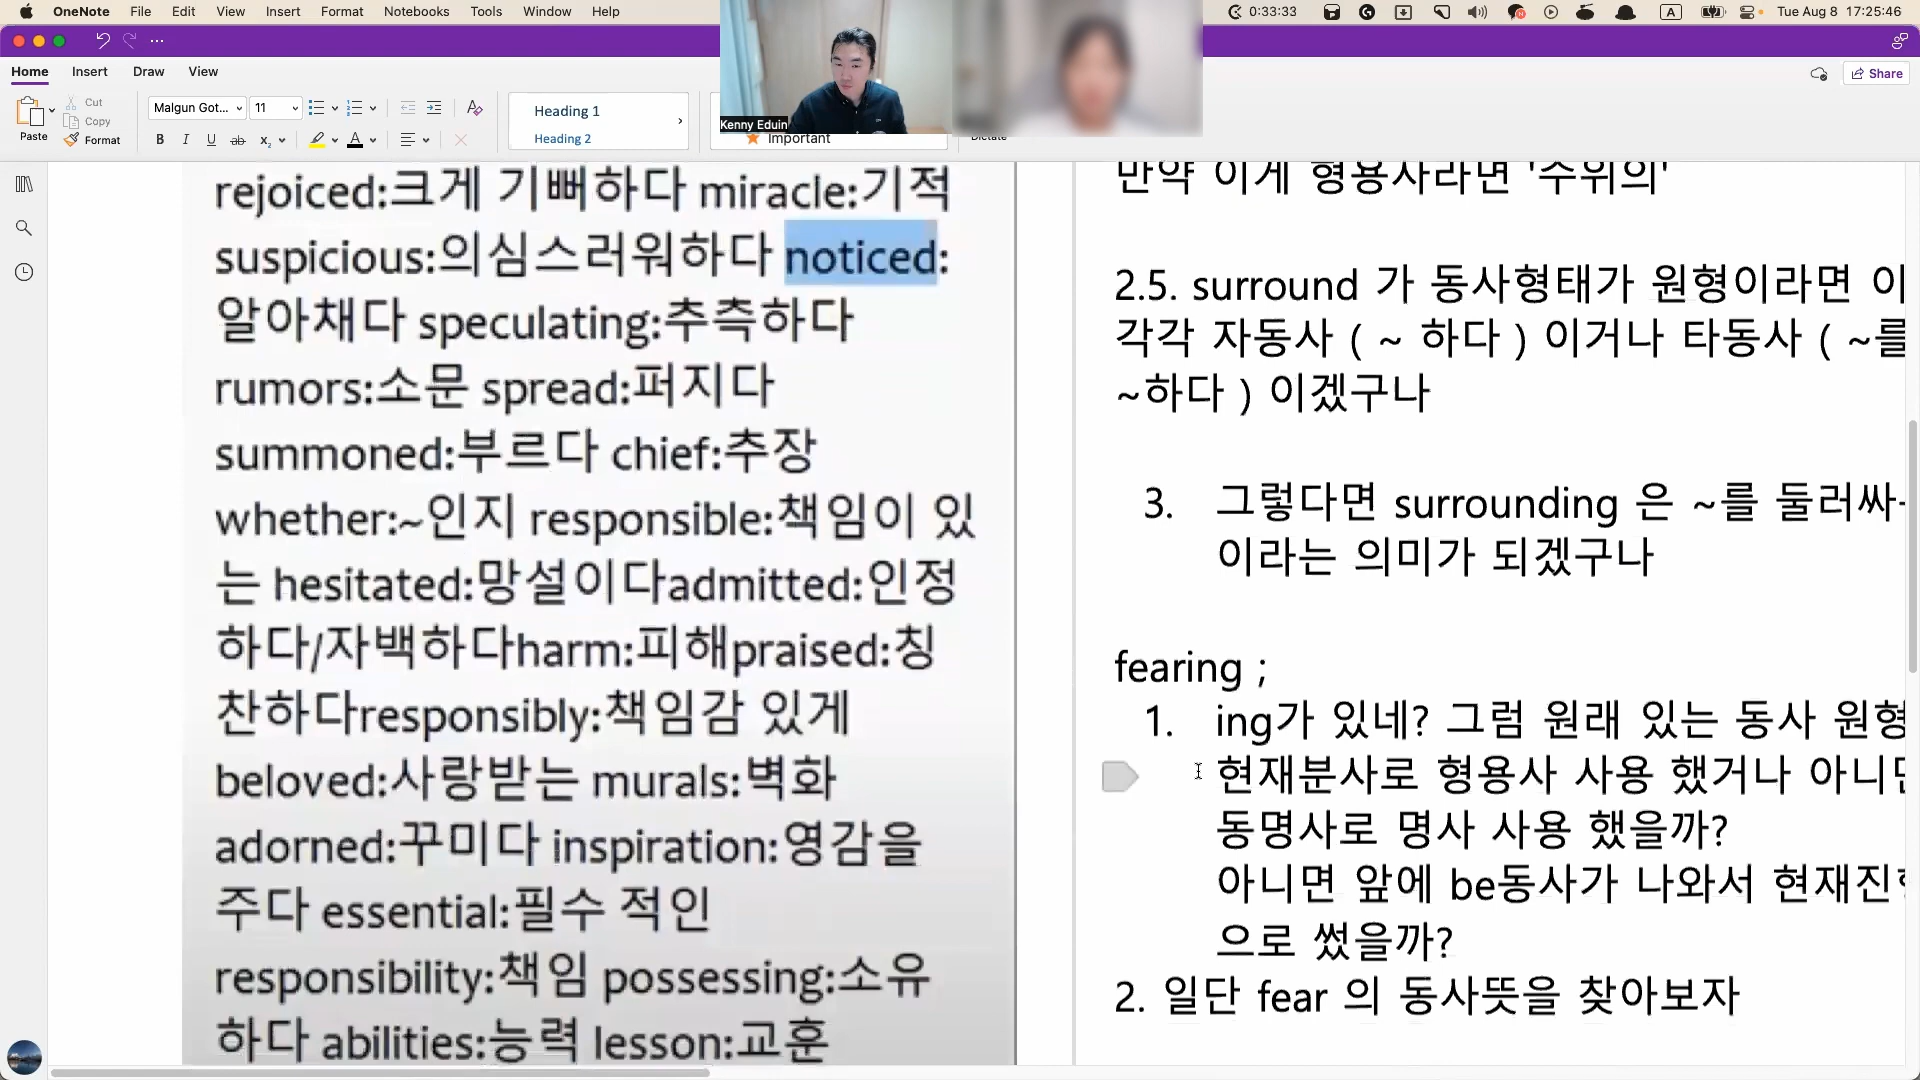 OneNote File Edit View Insert Format Notebooks Tools Window Help
0:33:33
A
Tue Aug 8 17:25:46
Home Insert Draw View
Share
Paste
Cut
Copy
Format
Malgun Got... 11
B I U ab x₂ A
Heading 1
Heading 2
Important
Kenny Eduin
rejoiced:크게 기뻐하다 miracle:기적
suspicious:의심스러워하다 noticed:
알아채다 speculating:추측하다
rumors:소문 spread:퍼지다
summoned:부르다 chief:추장
whether:~인지 responsible:책임이 있
는 hesitated:망설이다admitted:인정
하다/자백하다harm:피해praised:칭
찬하다responsibly:책임감 있게
beloved:사랑받는 murals:벽화
adorned:꾸미다 inspiration:영감을
주다 essential:필수 적인
responsibility:책임 possessing:소유
하다 abilities:능력 lesson:교훈
만약 이게 형용사라면 '주위의'
2.5. surround 가 동사형태가 원형이라면 이
각각 자동사 ( ~ 하다 ) 이거나 타동사 ( ~를
~하다 ) 이겠구나
3. 그렇다면 surrounding 은 ~를 둘러싸
이라는 의미가 되겠구나
fearing ;
1. ing가 있네? 그럼 원래 있는 동사 원형
현재분사로 형용사 사용 했거나 아니면
동명사로 명사 사용 했을까?
아니면 앞에 be동사가 나와서 현재진행
으로 썼을까?
2. 일단 fear 의 동사뜻을 찾아보자